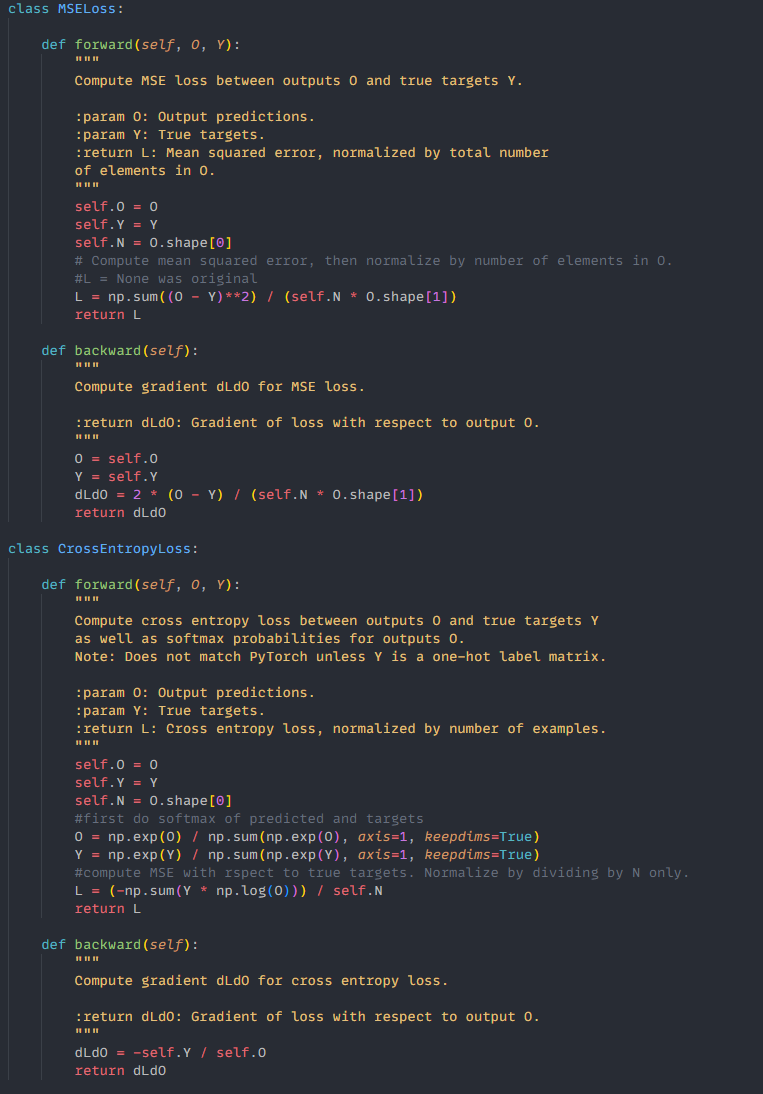 class MSELoss:
def forward(self, O, Y):
"""
Compute MSE loss between outputs O and true targets Y.
:param O: Output predictions.
:param Y: True targets.
:return L: Mean squared error, normalized by total number
of elements in O.
"""
self.O = O
self.Y = Y
self.N = O.shape[0]
# Compute mean squared error, then normalize by number of elements in O.
#L = None was original
L = np.sum((O - Y)**2) / (self.N * O.shape[1])
return L
def backward(self):
"""
Compute gradient dLdO for MSE loss.
:return dLdO: Gradient of loss with respect to output O.
"""
O = self.O
Y = self.Y
dLdO = 2 * (O - Y) / (self.N * O.shape[1])
return dLdO
class CrossEntropyLoss:
def forward(self, O, Y):
"""
Compute cross entropy loss between outputs O and true targets Y
as well as softmax probabilities for outputs O.
Note: Does not match PyTorch unless Y is a one-hot label matrix.
:param O: Output predictions.
:param Y: True targets.
:return L: Cross entropy loss, normalized by number of examples.
"""
self.O = O
self.Y = Y
self.N = O.shape[0]
#first do softmax of predicted and targets
O = np.exp(O) / np.sum(np.exp(O), axis=1, keepdims=True)
Y = np.exp(Y) / np.sum(np.exp(Y), axis=1, keepdims=True)
#compute MSE with rspect to true targets. Normalize by dividing by N only.
L = (-np.sum(Y * np.log(O))) / self.N
return L
def backward(self):
"""
Compute gradient dLdO for cross entropy loss.
:return dLdO: Gradient of loss with respect to output O.
"""
dLdO = -self.Y / self.O
return dLdO